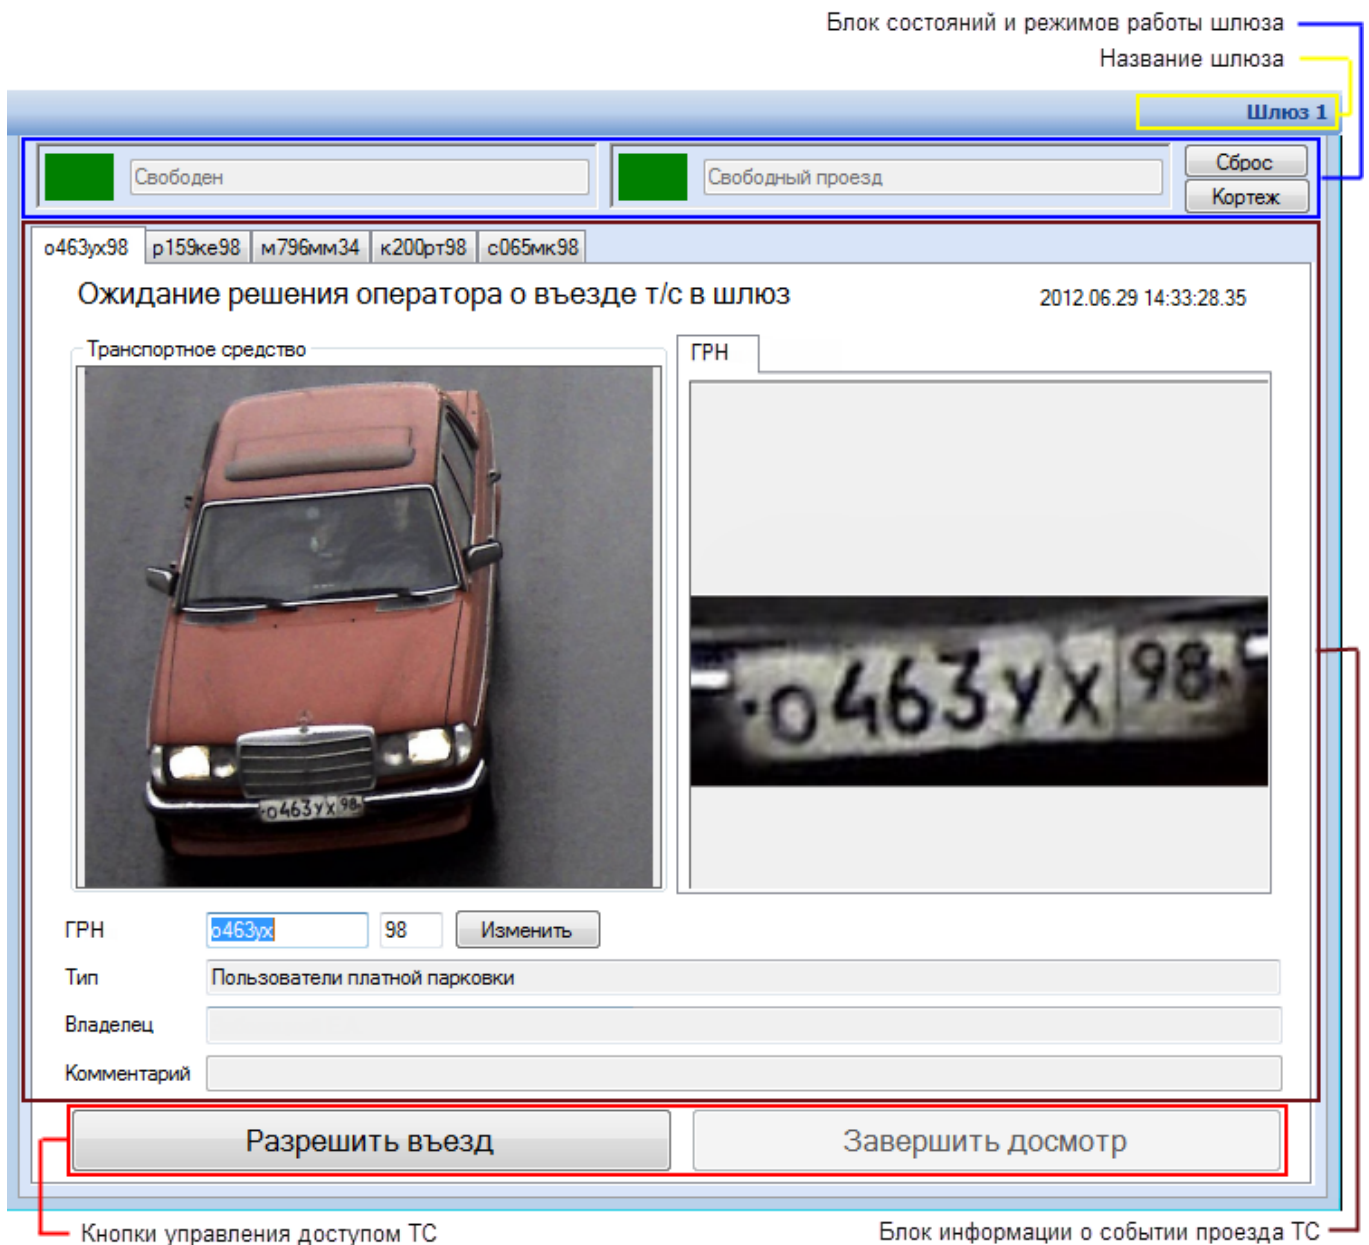 Блок состояний и режимов работы шлюза
Название шлюза
Шлюз 1
Свободен
Свободный проезд
Сброс
Кортеж
о463ух98 р159ке98 м796мм34 к200рт98 с065мк98
Ожидание решения оператора о въезде т/с в шлюз
2012.06.29 14:33:28.35
Транспортное средство
ГРН
о463ух 98
о463ух 98
ГРН о463ух 98 Изменить
Тип Пользователи платной парковки
Владелец
Комментарий
Разрешить въезд Завершить досмотр
Кнопки управления доступом ТС
Блок информации о событии проезда ТС